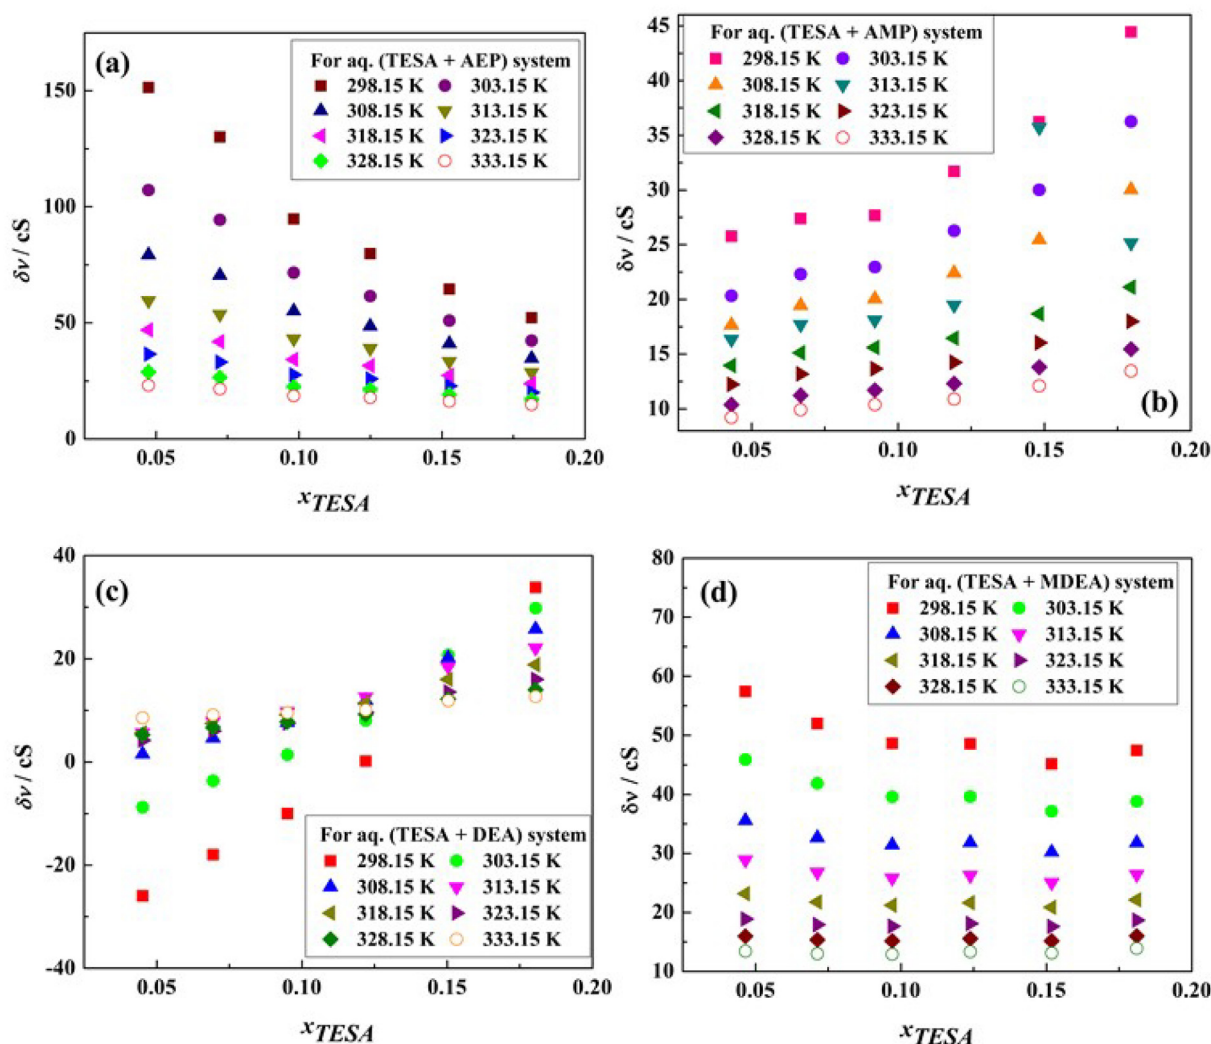 (a)
For aq. (TESA + AEP) system
298.15 K 303.15 K
308.15 K 313.15 K
318.15 K 323.15 K
328.15 K 333.15 K
150
100
50
0
δν / cS
0.05 0.10 0.15 0.20
xTESA
For aq. (TESA + AMP) system
298.15 K 303.15 K
308.15 K 313.15 K
318.15 K 323.15 K
328.15 K 333.15 K
45
40
35
30
25
20
15
10
δν / cS
(b)
0.05 0.10 0.15 0.20
xTESA
(c)
40
20
0
-20
-40
δν / cS
For aq. (TESA + DEA) system
298.15 K 303.15 K
308.15 K 313.15 K
318.15 K 323.15 K
328.15 K 333.15 K
0.05 0.10 0.15 0.20
xTESA
(d)
For aq. (TESA + MDEA) system
298.15 K 303.15 K
308.15 K 313.15 K
318.15 K 323.15 K
328.15 K 333.15 K
80
70
60
50
40
30
20
10
δν / cS
0.05 0.10 0.15 0.20
xTESA